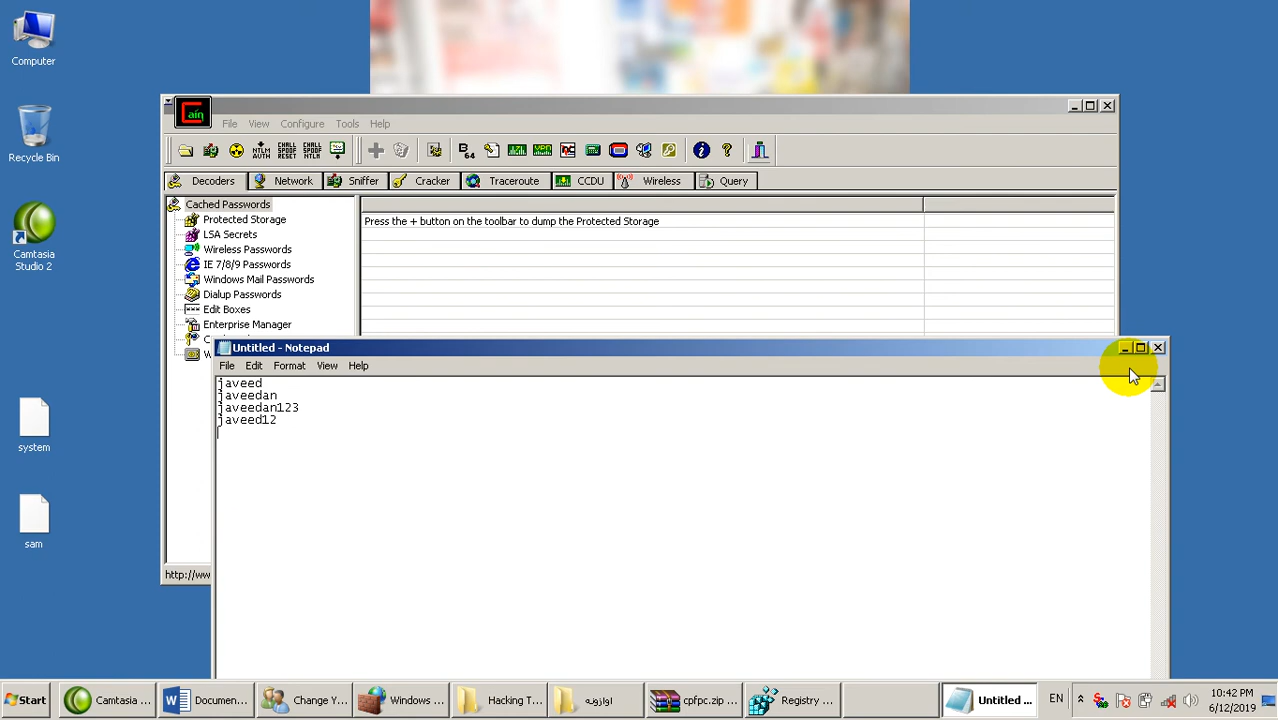 Computer
Recycle Bin
Camtasia
Studio 2
system
sam
Cain
File View Configure Tools Help
Decoders Network Sniffer Cracker Traceroute CCDU Wireless Query
Cached Passwords
Protected Storage
LSA Secrets
Wireless Passwords
IE 7/8/9 Passwords
Windows Mail Passwords
Dialup Passwords
Edit Boxes
Enterprise Manager
Press the + button on the toolbar to dump the Protected Storage
http://ww
Untitled - Notepad
File Edit Format View Help
javeed
javeedan
javeedan123
javeed12
Start Camtasia ... Documen... Change Y... Windows ... Hacking T... cpfpc.zip ... Registry ... Untitled ... EN 10:42 PM
6/12/2019